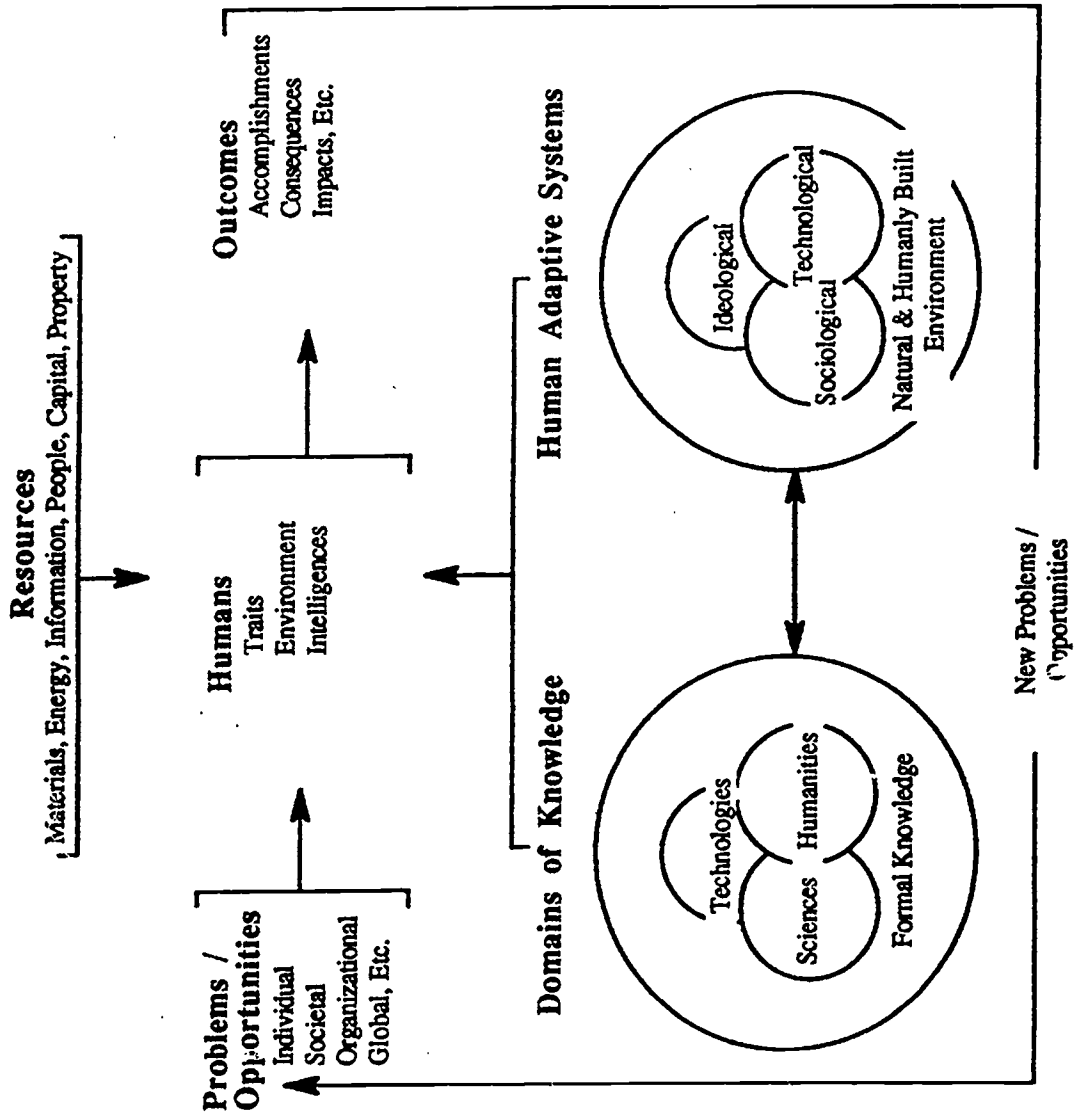 Resources
Materials, Energy, Information, People, Capital, Property
Problems /
Opportunities
Individual
Societal
Organizational
Global, Etc.
Humans
Traits
Environment
Intelligences
Outcomes
Accomplishments
Consequences
Impacts, Etc.
Domains of Knowledge
Technologies
Sciences
Humanities
Formal Knowledge
Human Adaptive Systems
Ideological
Sociological
Technological
Natural & Humanly Built
Environment
New Problems /
Opportunities